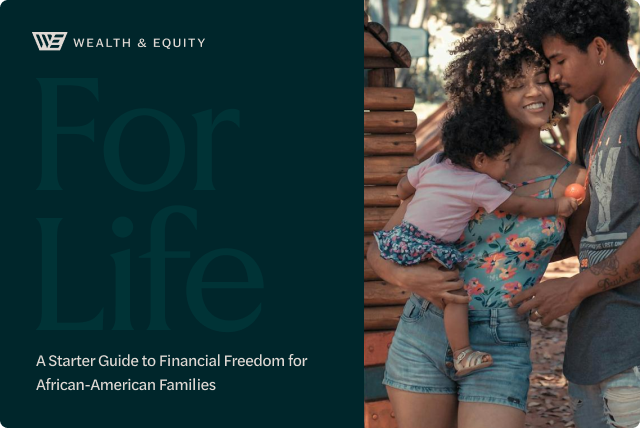 WEALTH & EQUITY
For
Life
A Starter Guide to Financial Freedom for
African-American Families